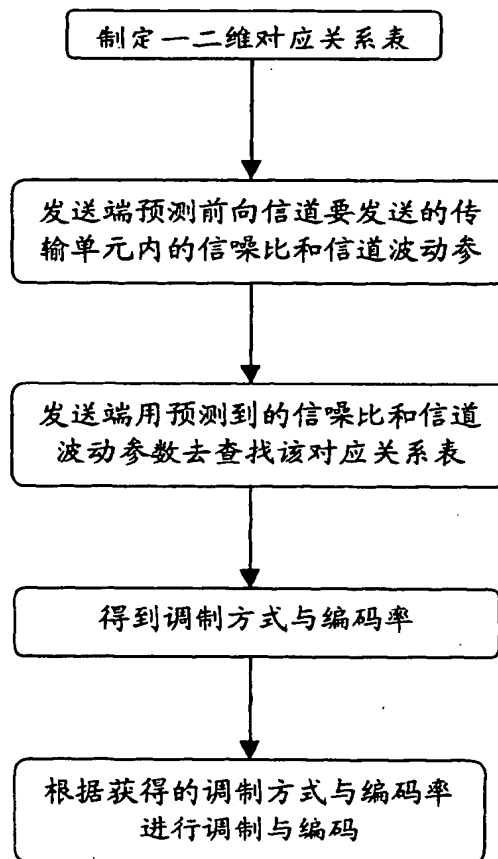 制定一二维对应关系表
发送端预测前向信道要发送的传
输单元内的信噪比和信道波动参
发送端用预测到的信噪比和信道
波动参数去查找该对应关系表
得到调制方式与编码率
根据获得的调制方式与编码率
进行调制与编码